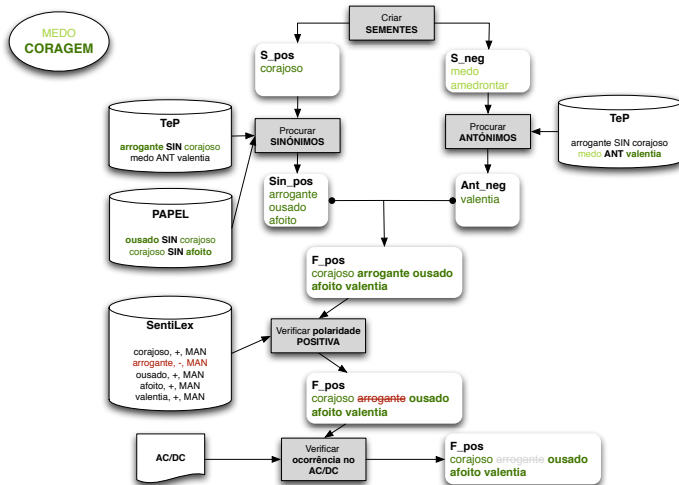 MEDO
CORAGEM
Criar
SEMENTES
S_pos
corajoso
S_neg
medo
amedrontar
TeP
arrogante SIN corajoso
medo ANT valentia
Procurar
SINÓNIMOS
Procurar
ANTÓNIMOS
TeP
arrogante SIN corajoso
medo ANT valentia
PAPEL
ousado SIN corajoso
corajoso SIN afoito
Sin_pos
arrogante
ousado
afoito
Ant_neg
valentia
F_pos
corajoso arrogante ousado
afoito valentia
SentiLex
corajoso, +, MAN
arrogante, -, MAN
ousado, +, MAN
afoito, +, MAN
valentia, +, MAN
Verificar polaridade
POSITIVA
F_pos
corajoso arrogante ousado
afoito valentia
AC/DC
Verificar
ocorrência no
AC/DC
F_pos
corajoso arrogante ousado
afoito valentia